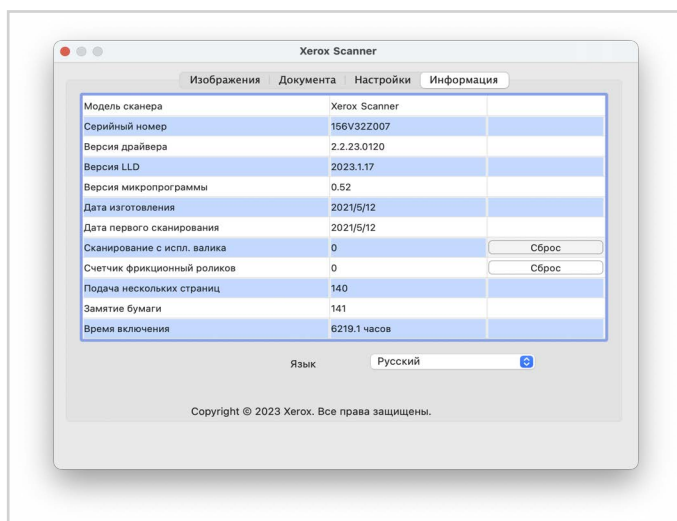 Xerox Scanner
Изображения Документа Настройки Информация
Модель сканера Xerox Scanner
Серийный номер 156V32Z007
Версия драйвера 2.2.23.0120
Версия LLD 2023.1.17
Версия микропрограммы 0.52
Дата изготовления 2021/5/12
Дата первого сканирования 2021/5/12
Сканирование с испл. валика 0 Сброс
Счетчик фрикционный роликов 0 Сброс
Подача нескольких страниц 140
Замятие бумаги 141
Время включения 6219.1 часов
Язык Русский
Copyright © 2023 Xerox. Все права защищены.